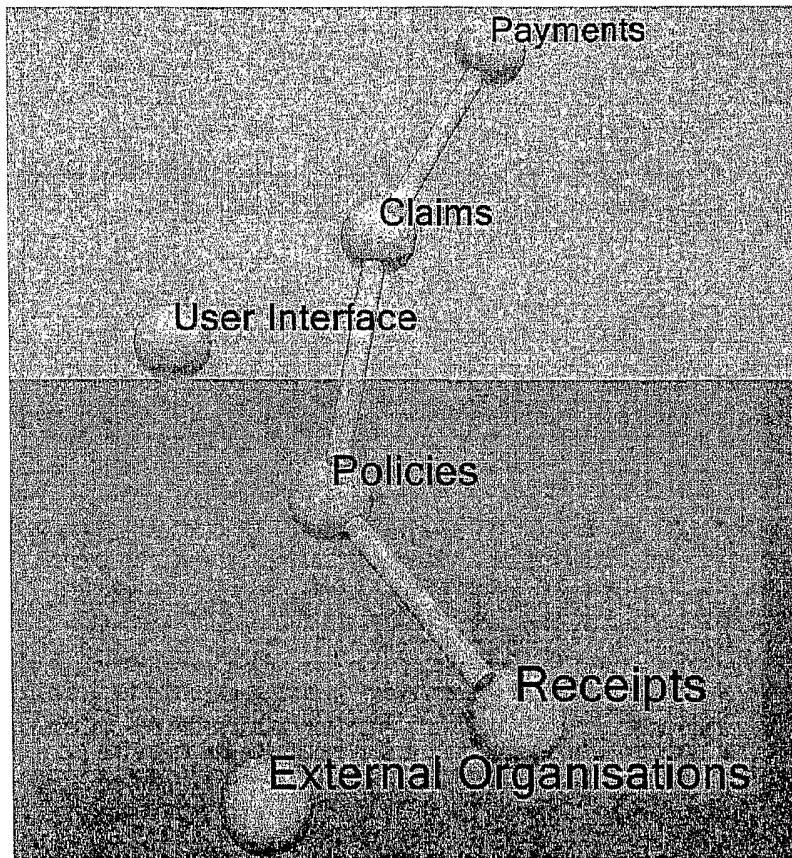 Payments
Claims
User Interface
Policies
Receipts
External Organisations